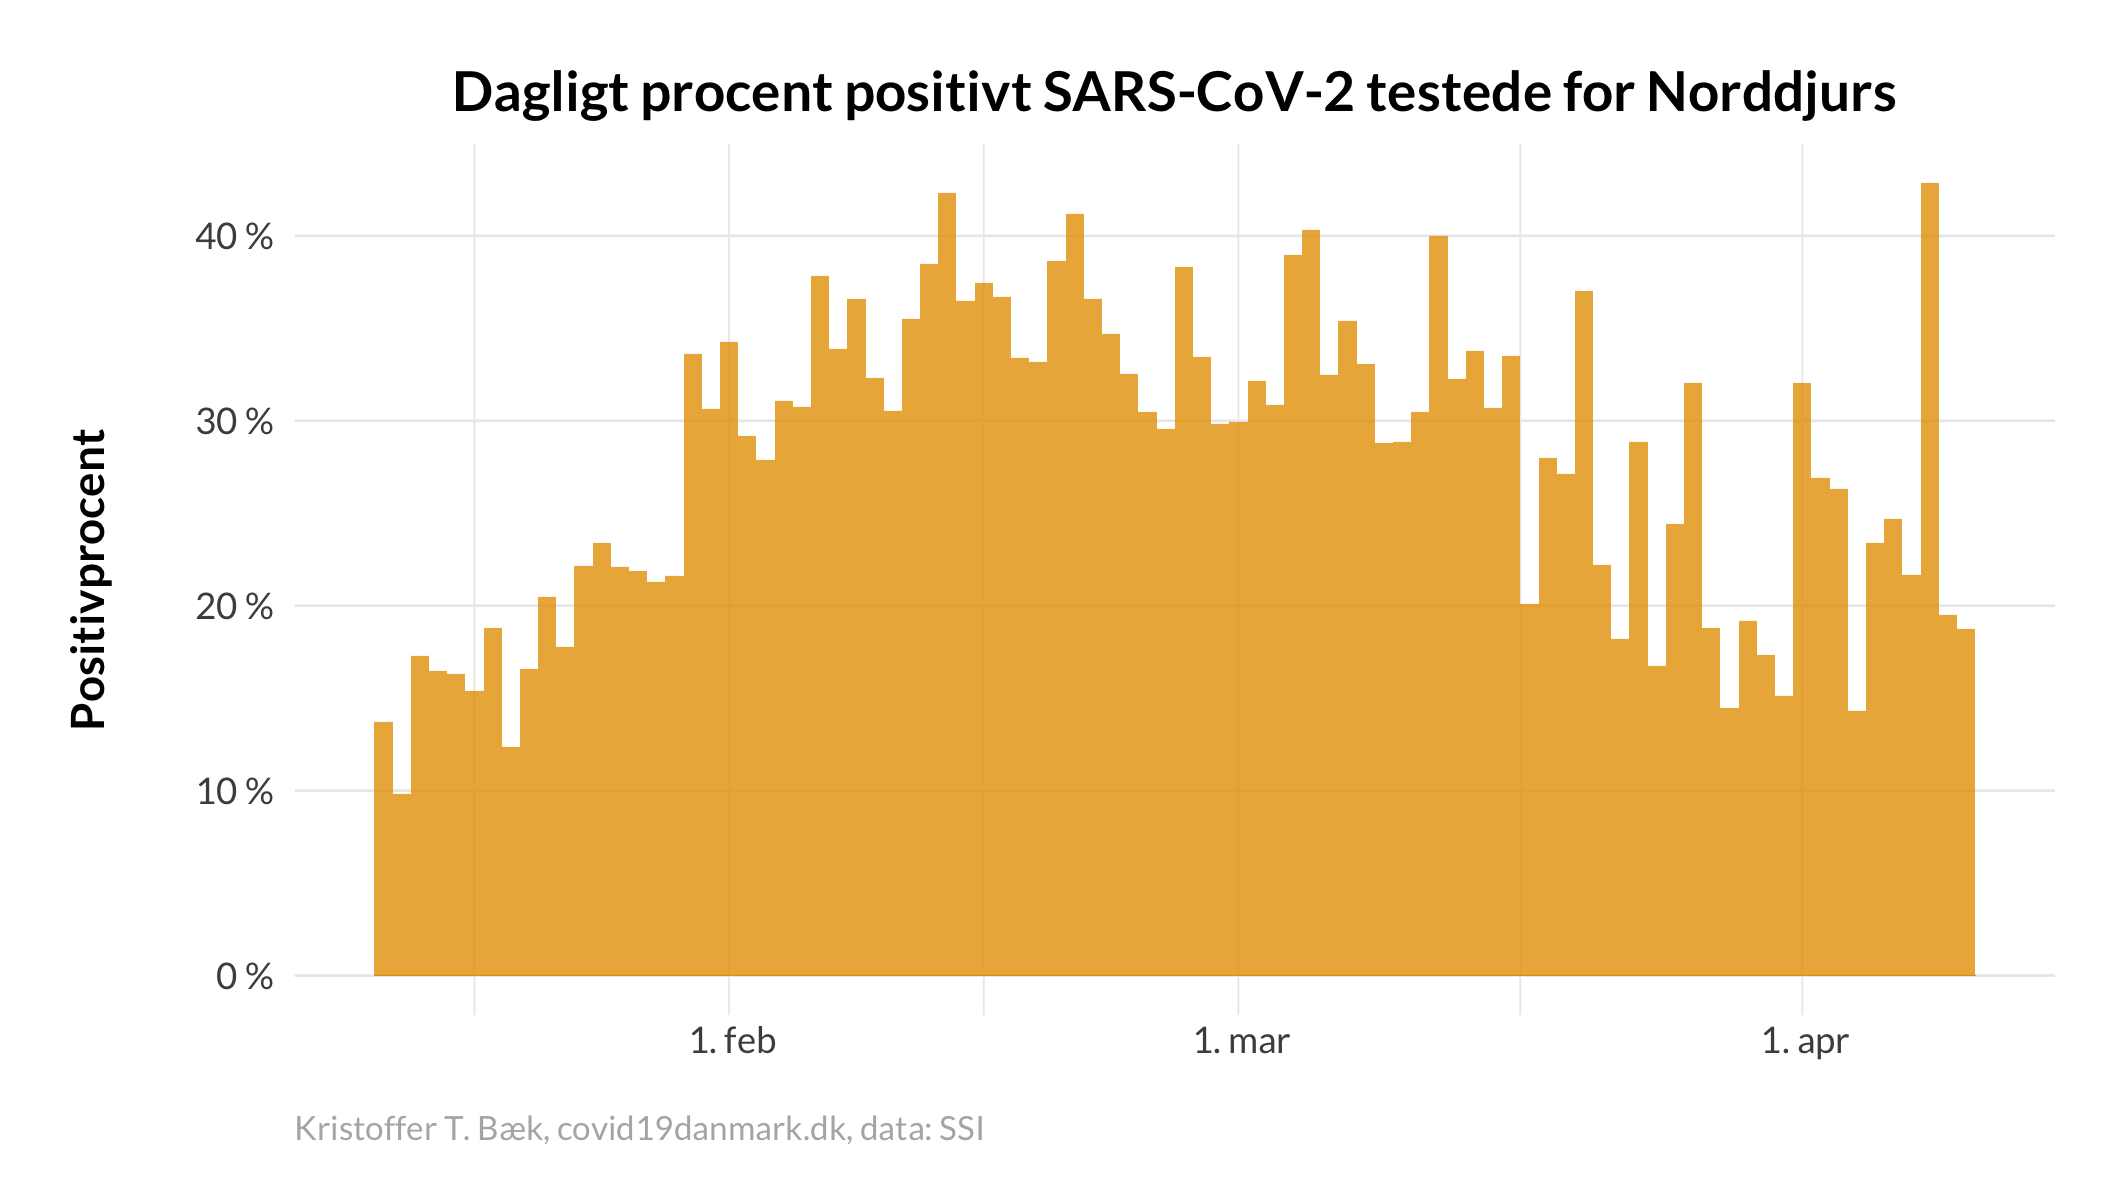 Dagligt procent positivt SARS-CoV-2 testede for Norddjurs
Positivprocent
40 %
30 %
20 %
10 %
0 %
1. feb
1. mar
1. apr
Kristoffer T. Bæk, covid19danmark.dk, data: SSI